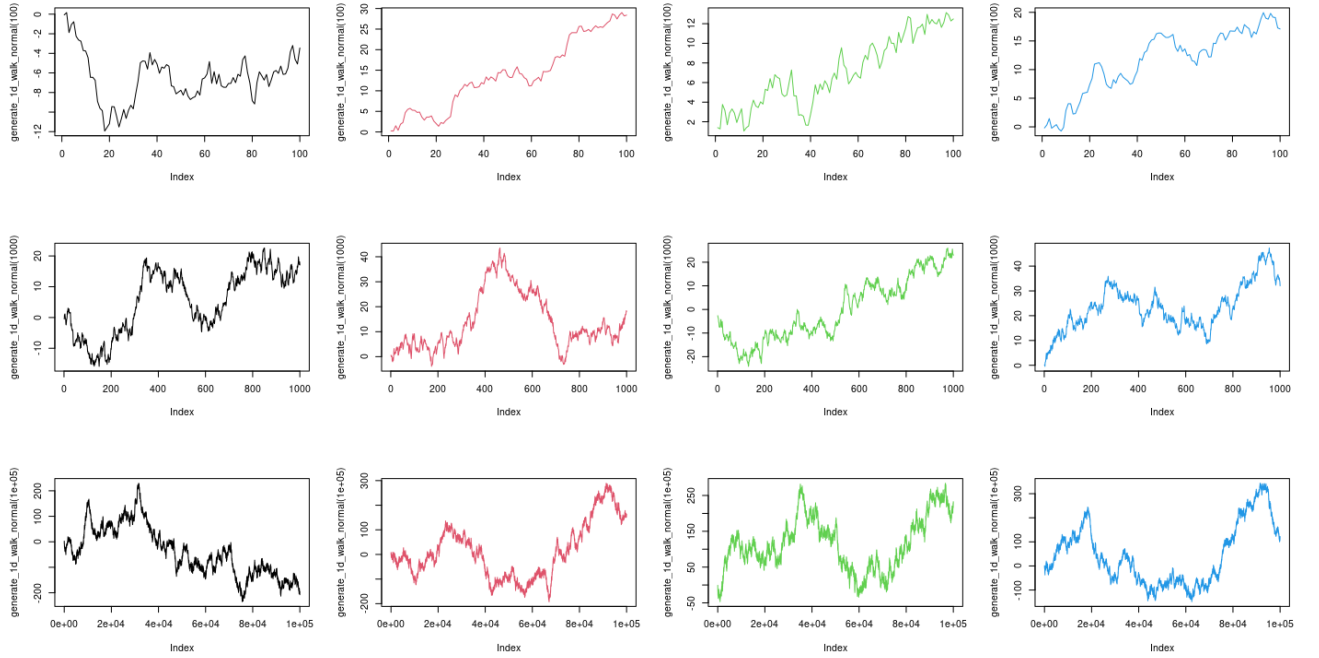 generate_1d_walk_normal(100)
0
-2
-4
-6
-8
-12
0 20 40 60 80 100
Index
generate_1d_walk_normal(100)
30
25
20
15
10
5
0
0 20 40 60 80 100
Index
generate_1d_walk_normal(100)
12
10
8
6
4
2
0 20 40 60 80 100
Index
generate_1d_walk_normal(100)
20
15
10
5
0
0 20 40 60 80 100
Index
generate_1d_walk_normal(1000)
20
10
0
-10
0 200 400 600 800 1000
Index
generate_1d_walk_normal(1000)
40
30
20
10
0
0 200 400 600 800 1000
Index
generate_1d_walk_normal(1000)
20
10
0
-10
-20
0 200 400 600 800 1000
Index
generate_1d_walk_normal(1000)
40
30
20
10
0
0 200 400 600 800 1000
Index
generate_1d_walk_normal(1e+05)
200
100
0
-200
0e+00 2e+04 4e+04 6e+04 8e+04 1e+05
Index
generate_1d_walk_normal(1e+05)
300
100
0
-200
0e+00 2e+04 4e+04 6e+04 8e+04 1e+05
Index
generate_1d_walk_normal(1e+05)
250
150
50
0
-50
0e+00 2e+04 4e+04 6e+04 8e+04 1e+05
Index
generate_1d_walk_normal(1e+05)
300
100
0
-100
0e+00 2e+04 4e+04 6e+04 8e+04 1e+05
Index